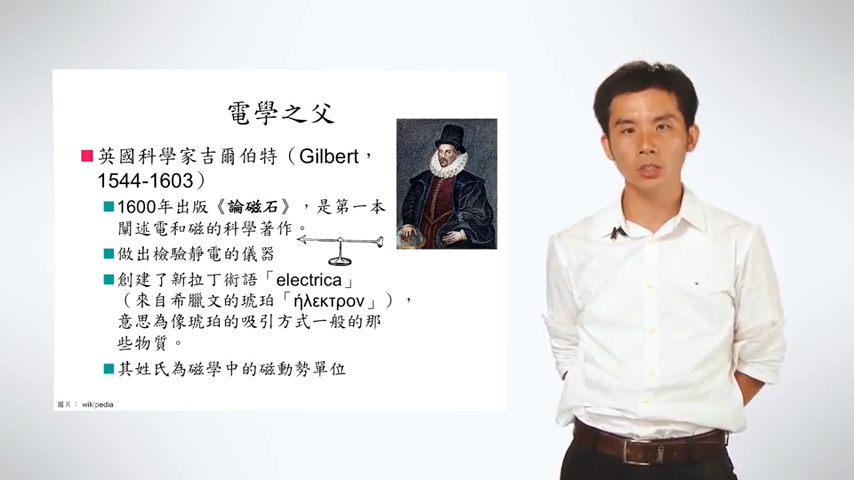 電學之父
英國科學家吉爾伯特（Gilbert，
1544-1603）
1600年出版《論磁石》，是第一本
闡述電和磁的科學著作。
做出檢驗靜電的儀器
創建了新拉丁術語「electrica」
（來自希臘文的琥珀「ήλεκτρον」），
意思為像琥珀的吸引方式一般的那
些物質。
其姓氏為磁學中的磁動勢單位
圖片： wikipedia